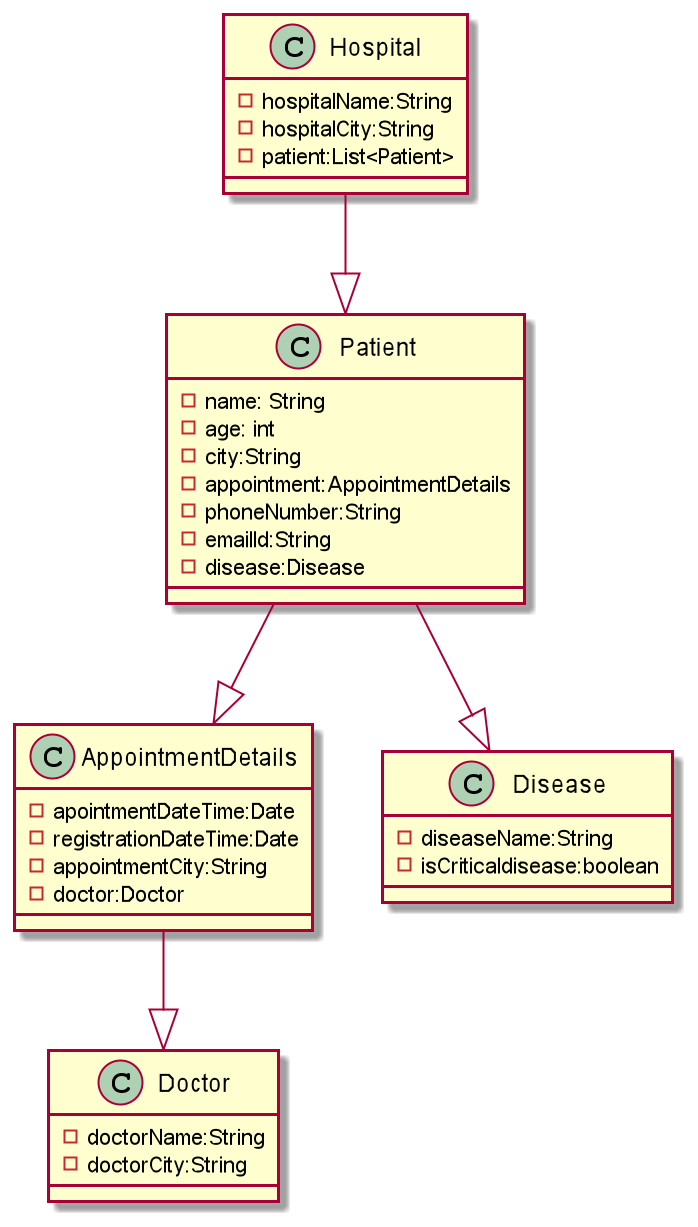 C Hospital
hospitalName:String
hospitalCity:String
patient:List<Patient>
C Patient
name: String
age: int
city:String
appointment:AppointmentDetails
phoneNumber:String
emailId:String
disease:Disease
C AppointmentDetails
apointmentDateTime:Date
registrationDateTime:Date
appointmentCity:String
doctor:Doctor
C Disease
diseaseName:String
isCriticaldisease:boolean
C Doctor
doctorName:String
doctorCity:String